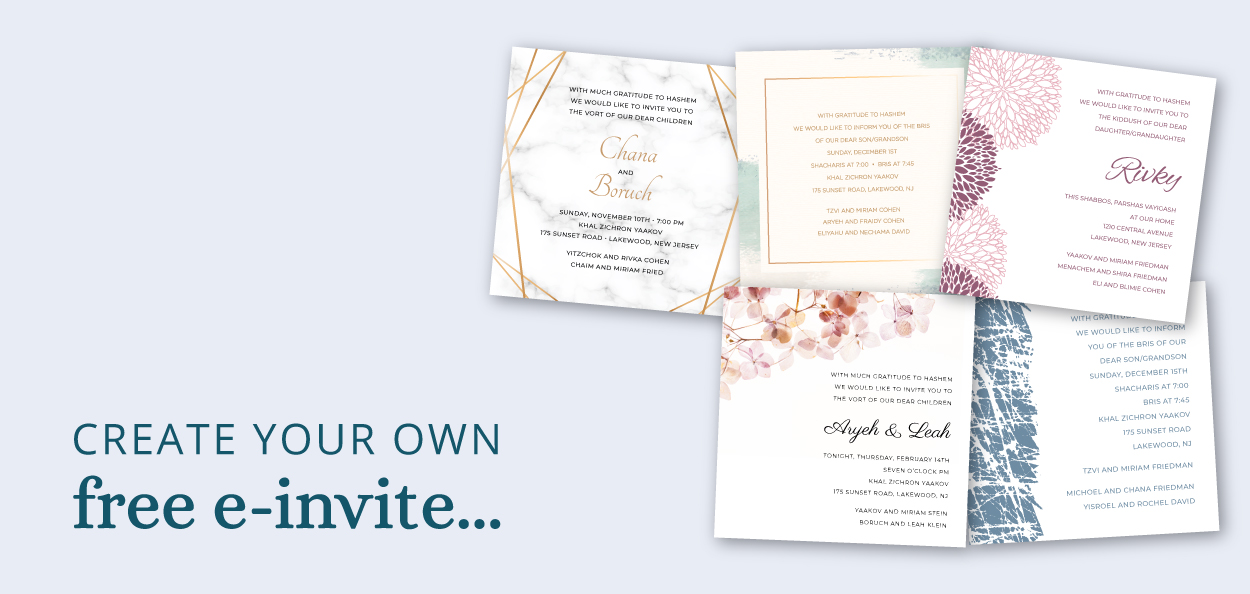 WITH MUCH GRATITUDE TO HASHEM
WE WOULD LIKE TO INVITE YOU TO
THE VORT OF OUR DEAR CHILDREN
Chana
AND
Boruch
SUNDAY, NOVEMBER 10TH • 7:00 PM
KHAL ZICHRON YAAKOV
175 SUNSET ROAD • LAKEWOOD, NEW JERSEY
YITZCHOK AND RIVKA COHEN
CHAIM AND MIRIAM FRIED
WITH GRATITUDE TO HASHEM
WE WOULD LIKE TO INFORM YOU OF THE BRIS
OF OUR DEAR SON/GRANDSON
SUNDAY, DECEMBER 1ST
SHACHARIS AT 7:00 • BRIS AT 7:45
KHAL ZICHRON YAAKOV
175 SUNSET ROAD, LAKEWOOD, NJ
TZVI AND MIRIAM COHEN
ARYEH AND FRAIDY COHEN
ELIYAHU AND NECHAMA DAVID
WITH GRATITUDE TO HASHEM
WE WOULD LIKE TO INVITE YOU TO
THE KIDDUSH OF OUR DEAR
DAUGHTER/GRANDAUGHTER
Rivky
THIS SHABBOS, PARSHAS VAYIGASH
AT OUR HOME
1210 CENTRAL AVENUE
LAKEWOOD, NEW JERSEY
YAAKOV AND MIRIAM FRIEDMAN
MENACHEM AND SHIRA FRIEDMAN
ELI AND BLIMIE COHEN
WITH MUCH GRATITUDE TO HASHEM
WE WOULD LIKE TO INVITE YOU TO
THE VORT OF OUR DEAR CHILDREN
Aryeh & Leah
TONIGHT, THURSDAY, FEBRUARY 14TH
SEVEN O'CLOCK PM
KHAL ZICHRON YAAKOV
175 SUNSET ROAD, LAKEWOOD, NJ
YAAKOV AND MIRIAM STEIN
BORUCH AND LEAH KLEIN
WITH
WE WOULD LIKE TO INFORM
YOU OF THE BRIS OF OUR
DEAR SON/GRANDSON
SUNDAY, DECEMBER 15TH
SHACHARIS AT 7:00
BRIS AT 7:45
KHAL ZICHRON YAAKOV
175 SUNSET ROAD
LAKEWOOD, NJ
TZVI AND MIRIAM FRIEDMAN
MICHOEL AND CHANA FRIEDMAN
YISROEL AND ROCHEL DAVID
CREATE YOUR OWN
free e-invite...